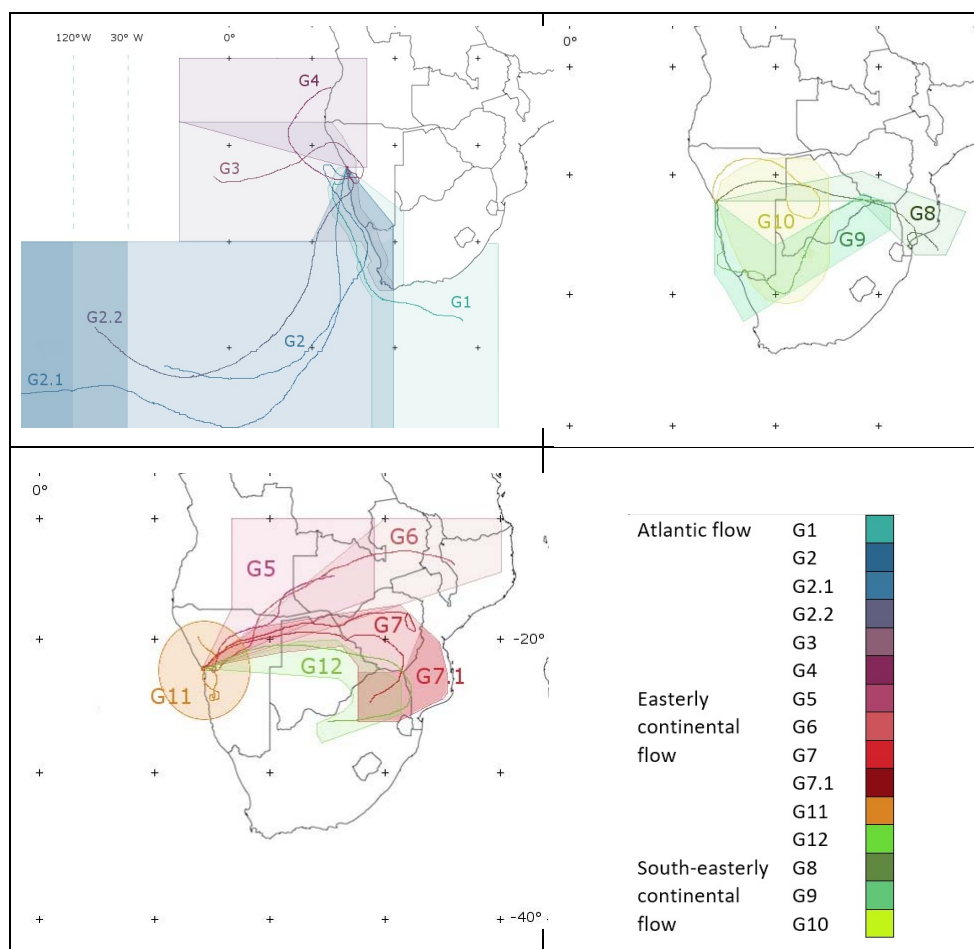 120°W 30° W 0°
G4
G3
G2.2
G2
G1
G2.1
0°
G8
G10
G9
0°
G6
G5
G7
-20°
G12
G7.1
G11
-40°
Atlantic flow G1
G2
G2.1
G2.2
G3
G4
Easterly G5
continental G6
flow G7
G7.1
G11
G12
South-easterly G8
continental G9
flow G10